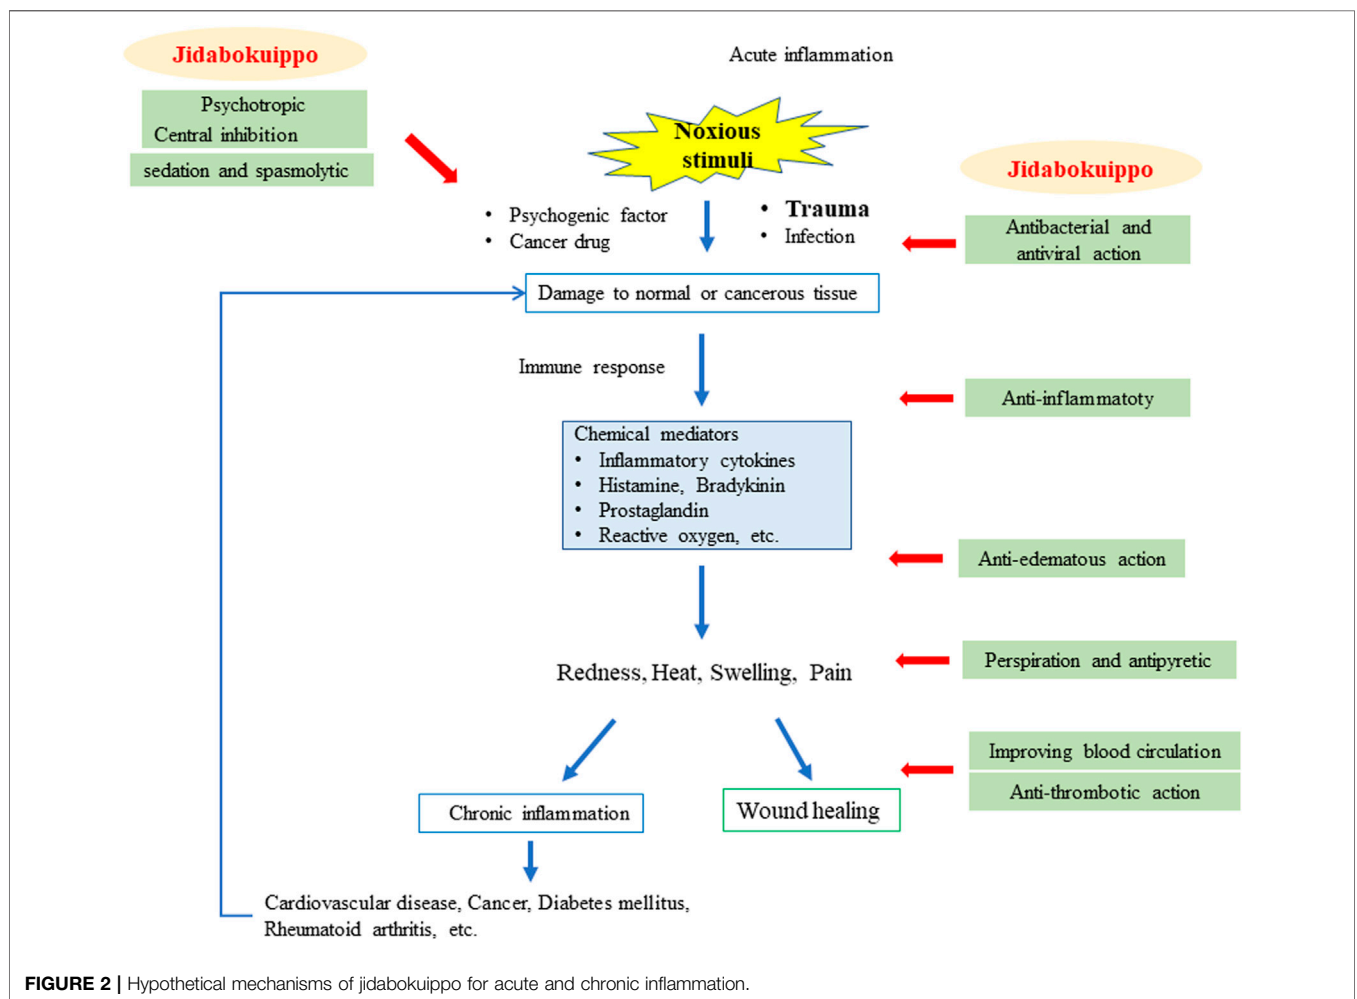 Jidabokuippo
Psychotropic
Central inhibition
sedation and spasmolytic
Acute inflammation
Noxious
stimuli
Jidabokuippo
• Psychogenic factor
• Cancer drug
• Trauma
• Infection
Antibacterial and
antiviral action
Damage to normal or cancerous tissue
Immune response
Anti-inflammatoty
Chemical mediators
• Inflammatory cytokines
• Histamine, Bradykinin
• Prostaglandin
• Reactive oxygen, etc.
Anti-edematous action
Redness, Heat, Swelling, Pain
Perspiration and antipyretic
Improving blood circulation
Anti-thrombotic action
Chronic inflammation
Wound healing
Cardiovascular disease, Cancer, Diabetes mellitus,
Rheumatoid arthritis, etc.
FIGURE 2 | Hypothetical mechanisms of jidabokuippo for acute and chronic inflammation.